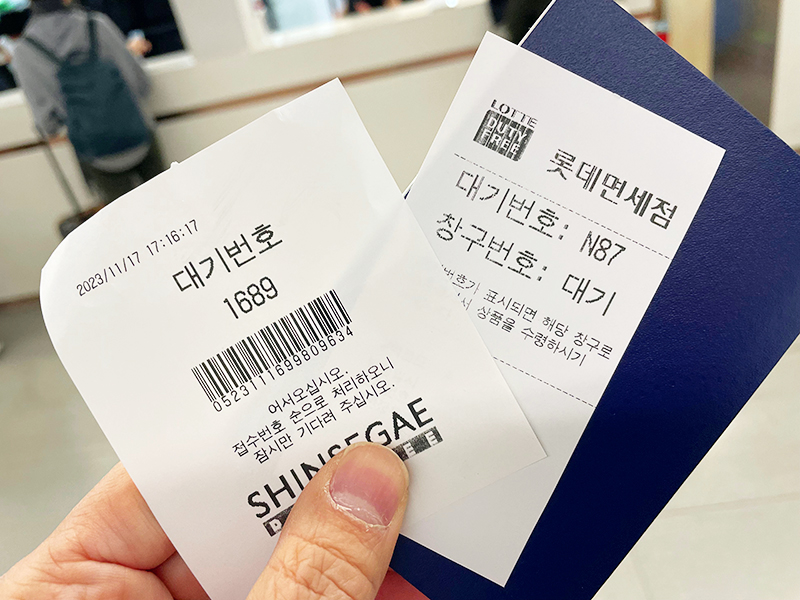 2023/11/17 17:16:17
대기번호
1689
0523111699809634
어서오십시오.
접수번호 순으로 처리하오니
잠시만 기다려 주십시오.
SHINSEGAE
LOTTE
DUTY
FREE
롯데면세점
대기번호: N87
창구번호: 대기
표시되면 해당 창구로
상품을 수령하시기